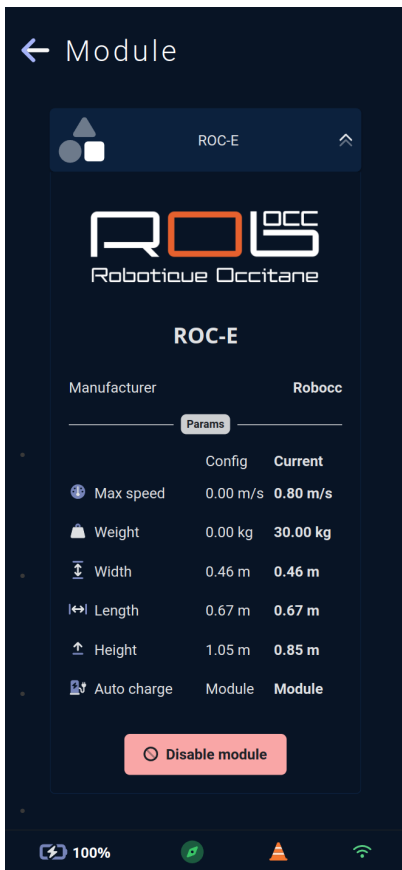 Module
ROC-E
ROBOCC
Robotique Occitane
ROC-E
Manufacturer Robocc
Params
Config Current
Max speed 0.00 m/s 0.80 m/s
Weight 0.00 kg 30.00 kg
Width 0.46 m 0.46 m
Length 0.67 m 0.67 m
Height 1.05 m 0.85 m
Auto charge Module Module
Disable module
100%